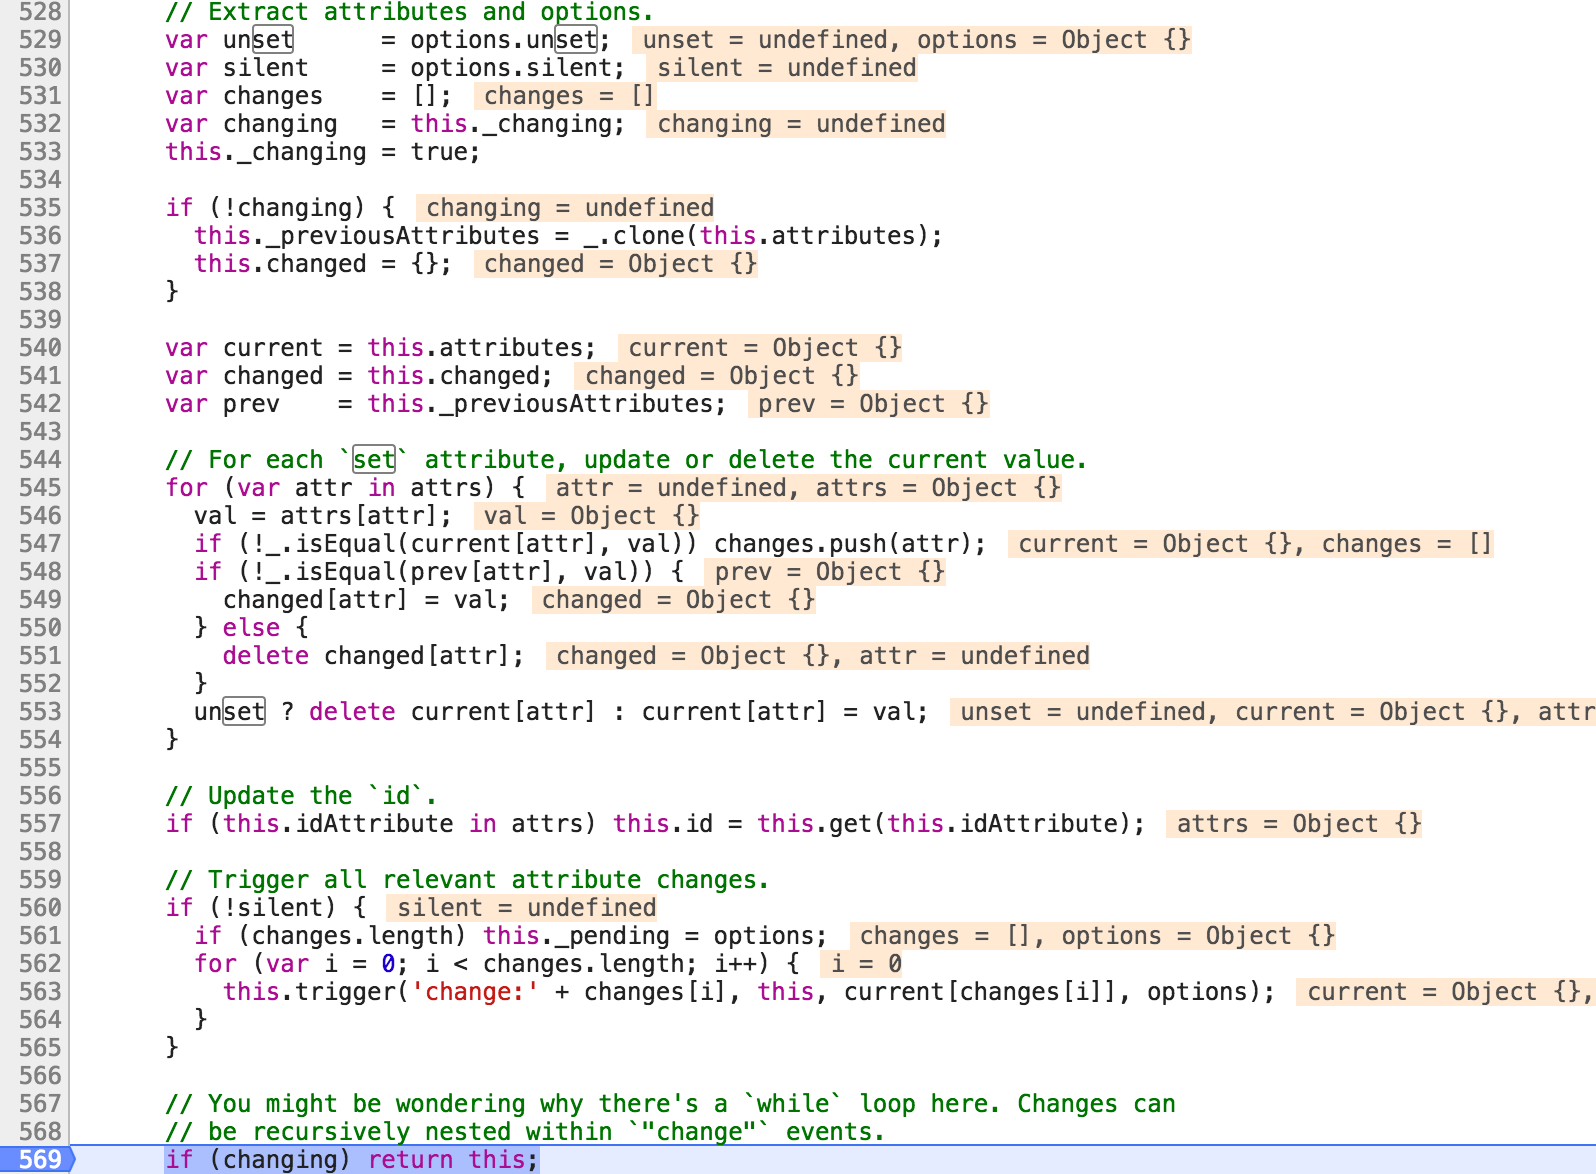 528 // Extract attributes and options.
529 var unset = options.unset; unset = undefined, options = Object {}
530 var silent = options.silent; silent = undefined
531 var changes = []; changes = []
532 var changing = this._changing; changing = undefined
533 this._changing = true;
534
535 if (!changing) { changing = undefined
536 this._previousAttributes = _.clone(this.attributes);
537 this.changed = {}; changed = Object {}
538 }
539
540 var current = this.attributes; current = Object {}
541 var changed = this.changed; changed = Object {}
542 var prev = this._previousAttributes; prev = Object {}
543
544 // For each `set` attribute, update or delete the current value.
545 for (var attr in attrs) { attr = undefined, attrs = Object {}
546 val = attrs[attr]; val = Object {}
547 if (!_.isEqual(current[attr], val)) changes.push(attr); current = Object {}, changes = []
548 if (!_.isEqual(prev[attr], val)) { prev = Object {}
549 changed[attr] = val; changed = Object {}
550 } else {
551 delete changed[attr]; changed = Object {}, attr = undefined
552 }
553 unset ? delete current[attr] : current[attr] = val; unset = undefined, current = Object {}, attr
554 }
555
556 // Update the `id`.
557 if (this.idAttribute in attrs) this.id = this.get(this.idAttribute); attrs = Object {}
558
559 // Trigger all relevant attribute changes.
560 if (!silent) { silent = undefined
561 if (changes.length) this._pending = options; changes = [], options = Object {}
562 for (var i = 0; i < changes.length; i++) { i = 0
563 this.trigger('change:' + changes[i], this, current[changes[i]], options); current = Object {},
564 }
565 }
566
567 // You might be wondering why there's a `while` loop here. Changes can
568 // be recursively nested within `"change"` events.
569 if (changing) return this;